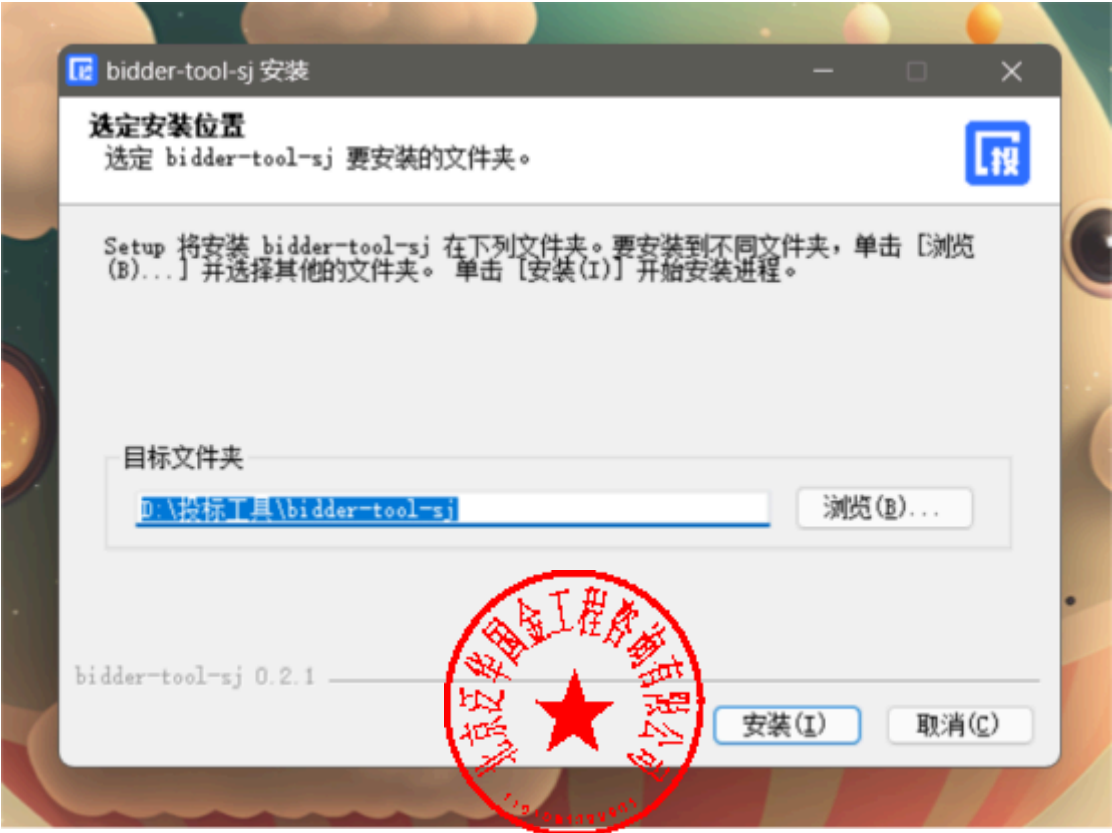 bidder-tool-sj 安装
选定安装位置
选定 bidder-tool-sj 要安装的文件夹。
投
Setup 将安装 bidder-tool-sj 在下列文件夹。要安装到不同文件夹，单击 [浏览
(B)...] 并选择其他的文件夹。 单击 [安装(I)] 开始安装进程。
目标文件夹
D:\投标工具\bidder-tool-sj
浏览(B)...
bidder-tool-sj 0.2.1
安装(I)
取消(C)
北京泛华国金工程咨询有限公司